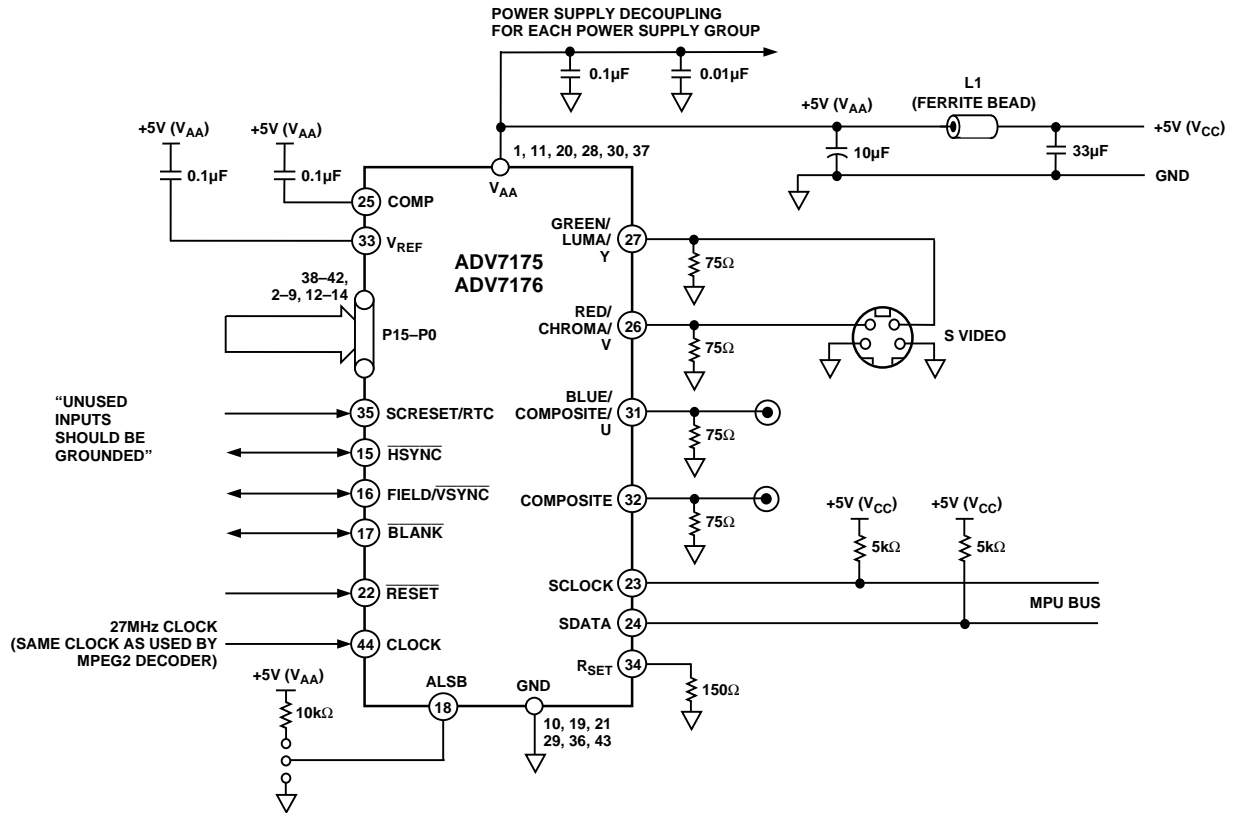 POWER SUPPLY DECOUPLING
FOR EACH POWER SUPPLY GROUP
0.1µF
0.01µF
L1
(FERRITE BEAD)
+5V (VAA)
+5V (VCC)
10µF
33µF
GND
+5V (VAA)
+5V (VAA)
0.1µF
0.1µF
1, 11, 20, 28, 30, 37
VAA
25 COMP
33 VREF
ADV7175
ADV7176
38–42,
2–9, 12–14
P15–P0
GREEN/
LUMA/
Y
27
75Ω
RED/
CHROMA/
V
26
75Ω
S VIDEO
BLUE/
COMPOSITE/
U
31
75Ω
COMPOSITE 32
75Ω
“UNUSED
INPUTS
SHOULD BE
GROUNDED”
35 SCRESET/RTC
15 HSYNC
16 FIELD/VSYNC
17 BLANK
22 RESET
27MHz CLOCK
(SAME CLOCK AS USED BY
MPEG2 DECODER)
44 CLOCK
+5V (VCC)
+5V (VCC)
5kΩ
5kΩ
SCLOCK 23
MPU BUS
SDATA 24
RSET 34
150Ω
+5V (VAA)
10kΩ
ALSB
18
GND
10, 19, 21
29, 36, 43